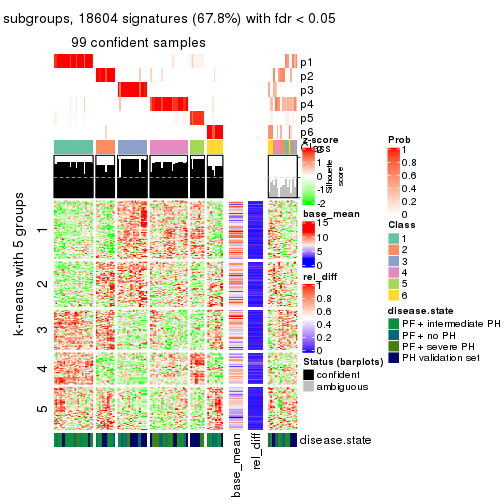 subgroups, 18604 signatures (67.8%) with fdr < 0.05
99 confident samples
p1
p2
p3
p4
p5
p6
Class
Silhouette
score
1
2
3
4
5
k-means with 5 groups
base_mean
rel_diff
disease.state
z-score
2
1
0
-1
-2
base_mean
15
10
5
0
rel_diff
1
0.8
0.6
0.4
0.2
0
Status (barplots)
confident
ambiguous
Prob
1
0.8
0.6
0.4
0.2
0
Class
1
2
3
4
5
6
disease.state
PF+ intermediate PH
PF+ no PH
PF+ severe PH
PH validation set